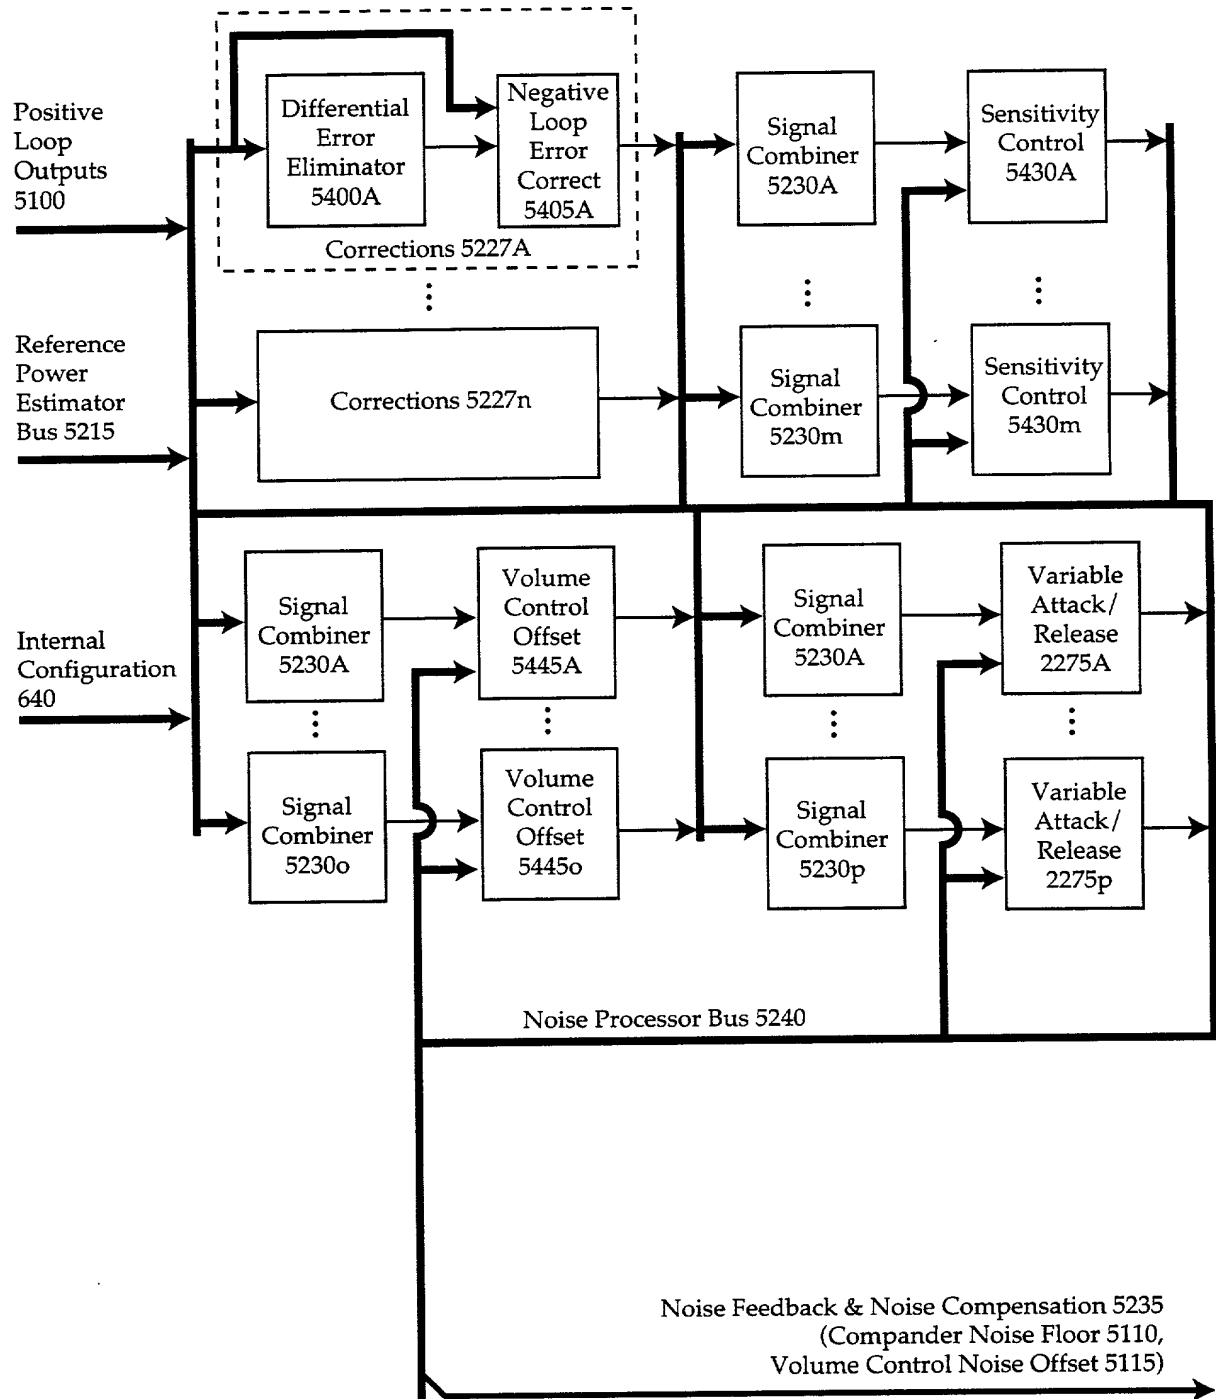 Positive
Loop
Outputs
5100
Differential
Error
Eliminator
5400A
Negative
Loop
Error
Correct
5405A
Corrections 5227A
Signal
Combiner
5230A
Sensitivity
Control
5430A
Reference
Power
Estimator
Bus 5215
Corrections 5227n
Signal
Combiner
5230m
Sensitivity
Control
5430m
Internal
Configuration
640
Signal
Combiner
5230A
Volume
Control
Offset
5445A
Signal
Combiner
5230A
Variable
Attack/
Release
2275A
Signal
Combiner
5230o
Volume
Control
Offset
5445o
Signal
Combiner
5230p
Variable
Attack/
Release
2275p
Noise Processor Bus 5240
Noise Feedback & Noise Compensation 5235
(Compander Noise Floor 5110,
Volume Control Noise Offset 5115)